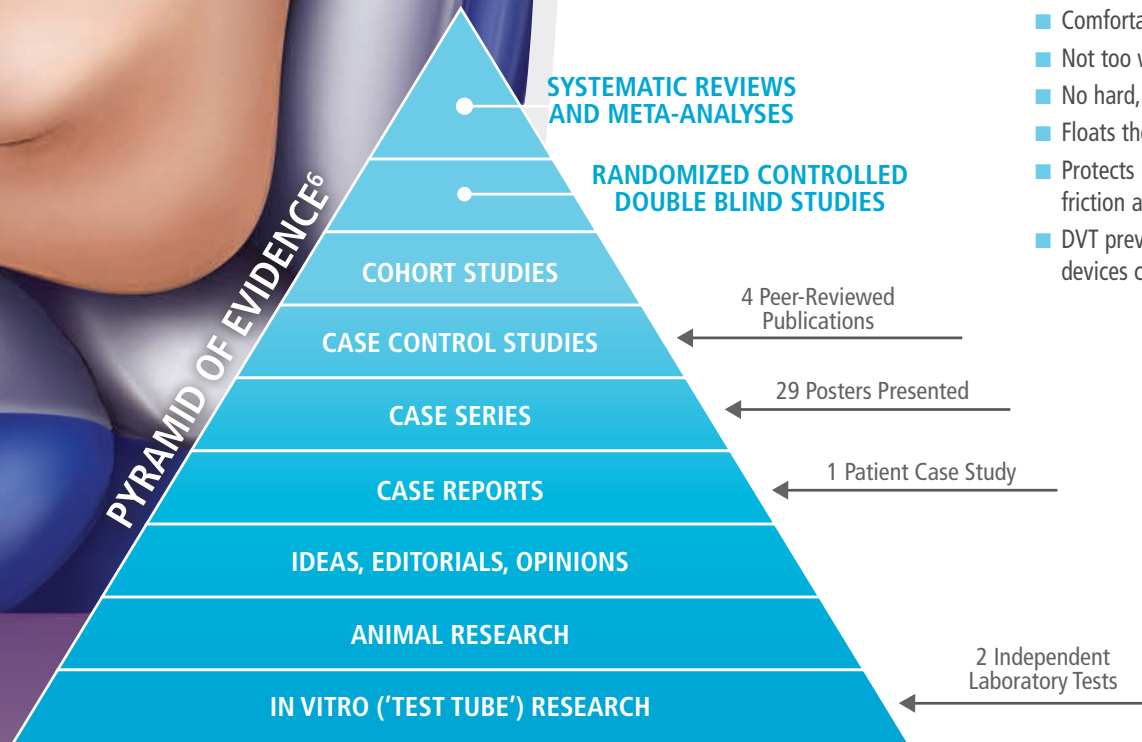 Comforta
Not too
No hard,
Floats
Protects
friction
DVT
devices
SYSTEMATIC REVIEWS
AND META-ANALYSES
RANDOMIZED CONTROLLED
DOUBLE BLIND STUDIES
PYRAMID OF EVIDENCE6
COHORT STUDIES
CASE CONTROL STUDIES
4 Peer-Reviewed
Publications
CASE SERIES
29 Posters Presented
CASE REPORTS
1 Patient Case Study
IDEAS, EDITORIALS, OPINIONS
ANIMAL RESEARCH
IN VITRO ('TEST TUBE') RESEARCH
2 Independent
Laboratory Tests